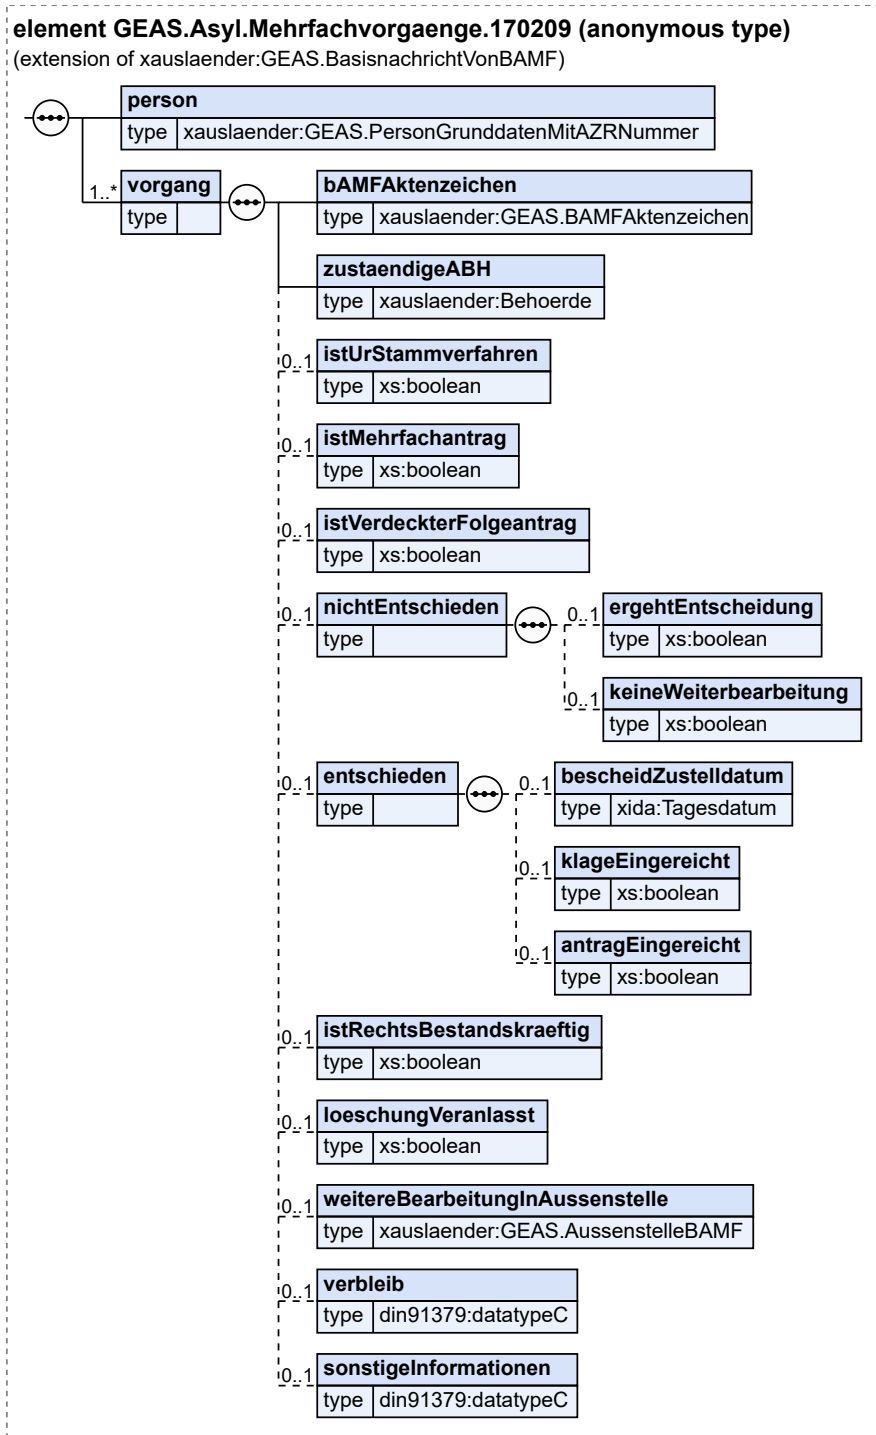 element GEAS.Asyl.Mehrfachvorgaenge.170209 (anonymous type)
(extension of xauslaender:GEAS.BasisnachrichtVonBAMF)
person
type xauslaender:GEAS.PersonGrunddatenMitAZRNummer
1..* vorgang
type
bAMFAktenzeichen
type xauslaender:GEAS.BAMFAktenzeichen
zustaendigeABH
type xauslaender:Behoerde
0..1 istUrStammverfahren
type xs:boolean
0..1 istMehrfachantrag
type xs:boolean
0..1 istVerdeckterFolgeantrag
type xs:boolean
0..1 nichtEntschieden
type
0..1 ergehtEntscheidung
type xs:boolean
0..1 keineWeiterbearbeitung
type xs:boolean
0..1 entschieden
type
0..1 bescheidZustelldatum
type xida:Tagesdatum
0..1 klageEingereicht
type xs:boolean
0..1 antragEingereicht
type xs:boolean
0..1 istRechtsBestandskraeftig
type xs:boolean
0..1 loeschungVeranlasst
type xs:boolean
0..1 weitereBearbeitungInAussenstelle
type xauslaender:GEAS.AussenstelleBAMF
0..1 verbleib
type din91379:datatypeC
0..1 sonstigeInformationen
type din91379:datatypeC